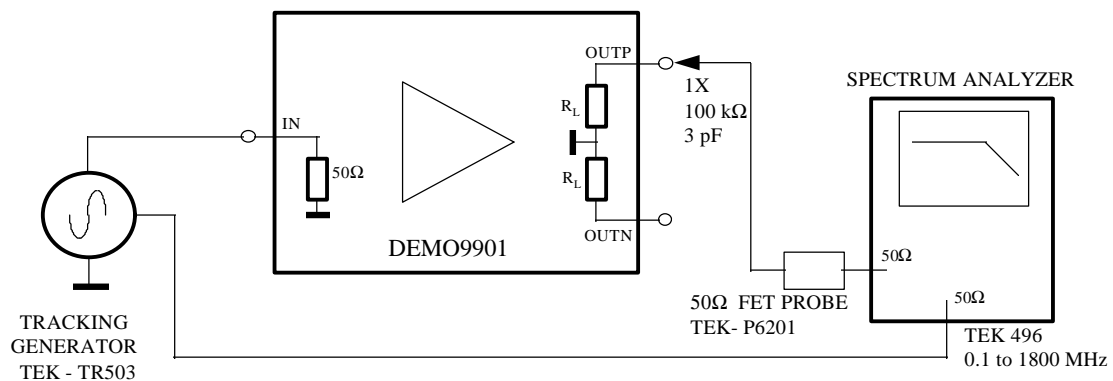 OUTP
SPECTRUM ANALYZER
1X
100 kΩ
3 pF
R_L
IN
50Ω
R_L
OUTN
DEMO9901
50Ω
50Ω
50Ω FET PROBE
TEK- P6201
TRACKING
GENERATOR
TEK - TR503
TEK 496
0.1 to 1800 MHz